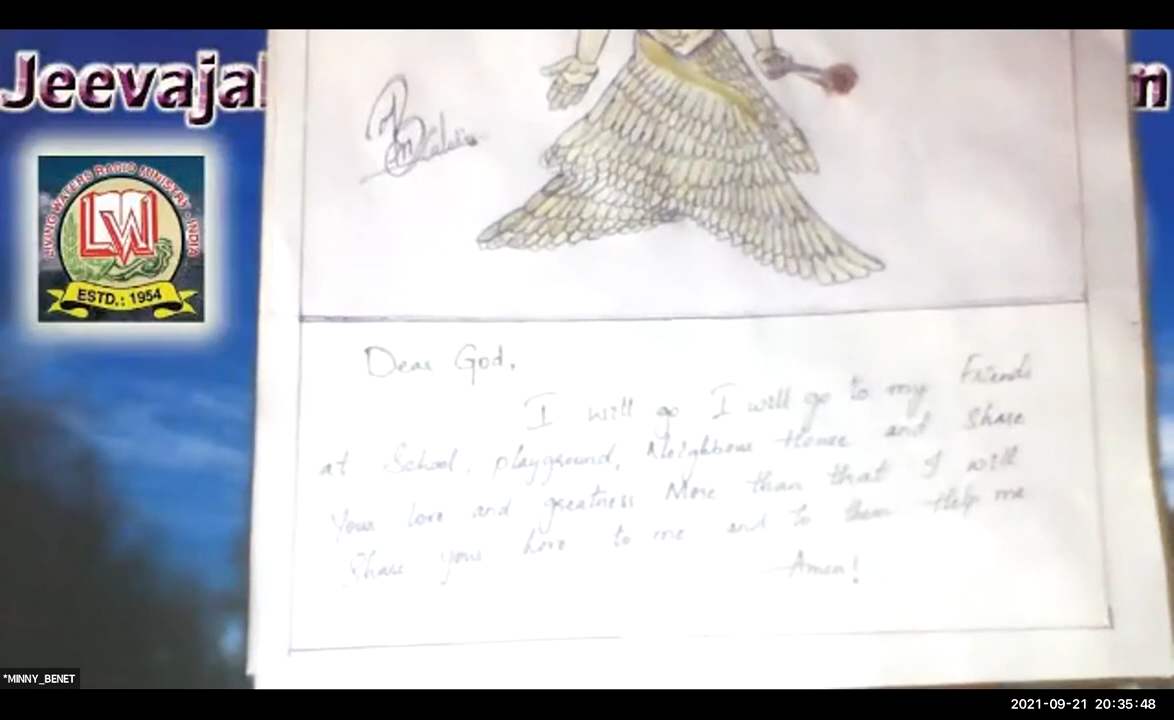 Jeevajal
m
LIVING WATERS RADIO MINISTRY - INDIA
LW
ESTD.: 1954
Dear God,
I will go I will go to my Friends
at School, playground, Neighbour House and Share
Your love and greatness More than that I will
Share your love to me and to them Help me
Amen!
*MINNY_BENET
2021-09-21 20:35:48